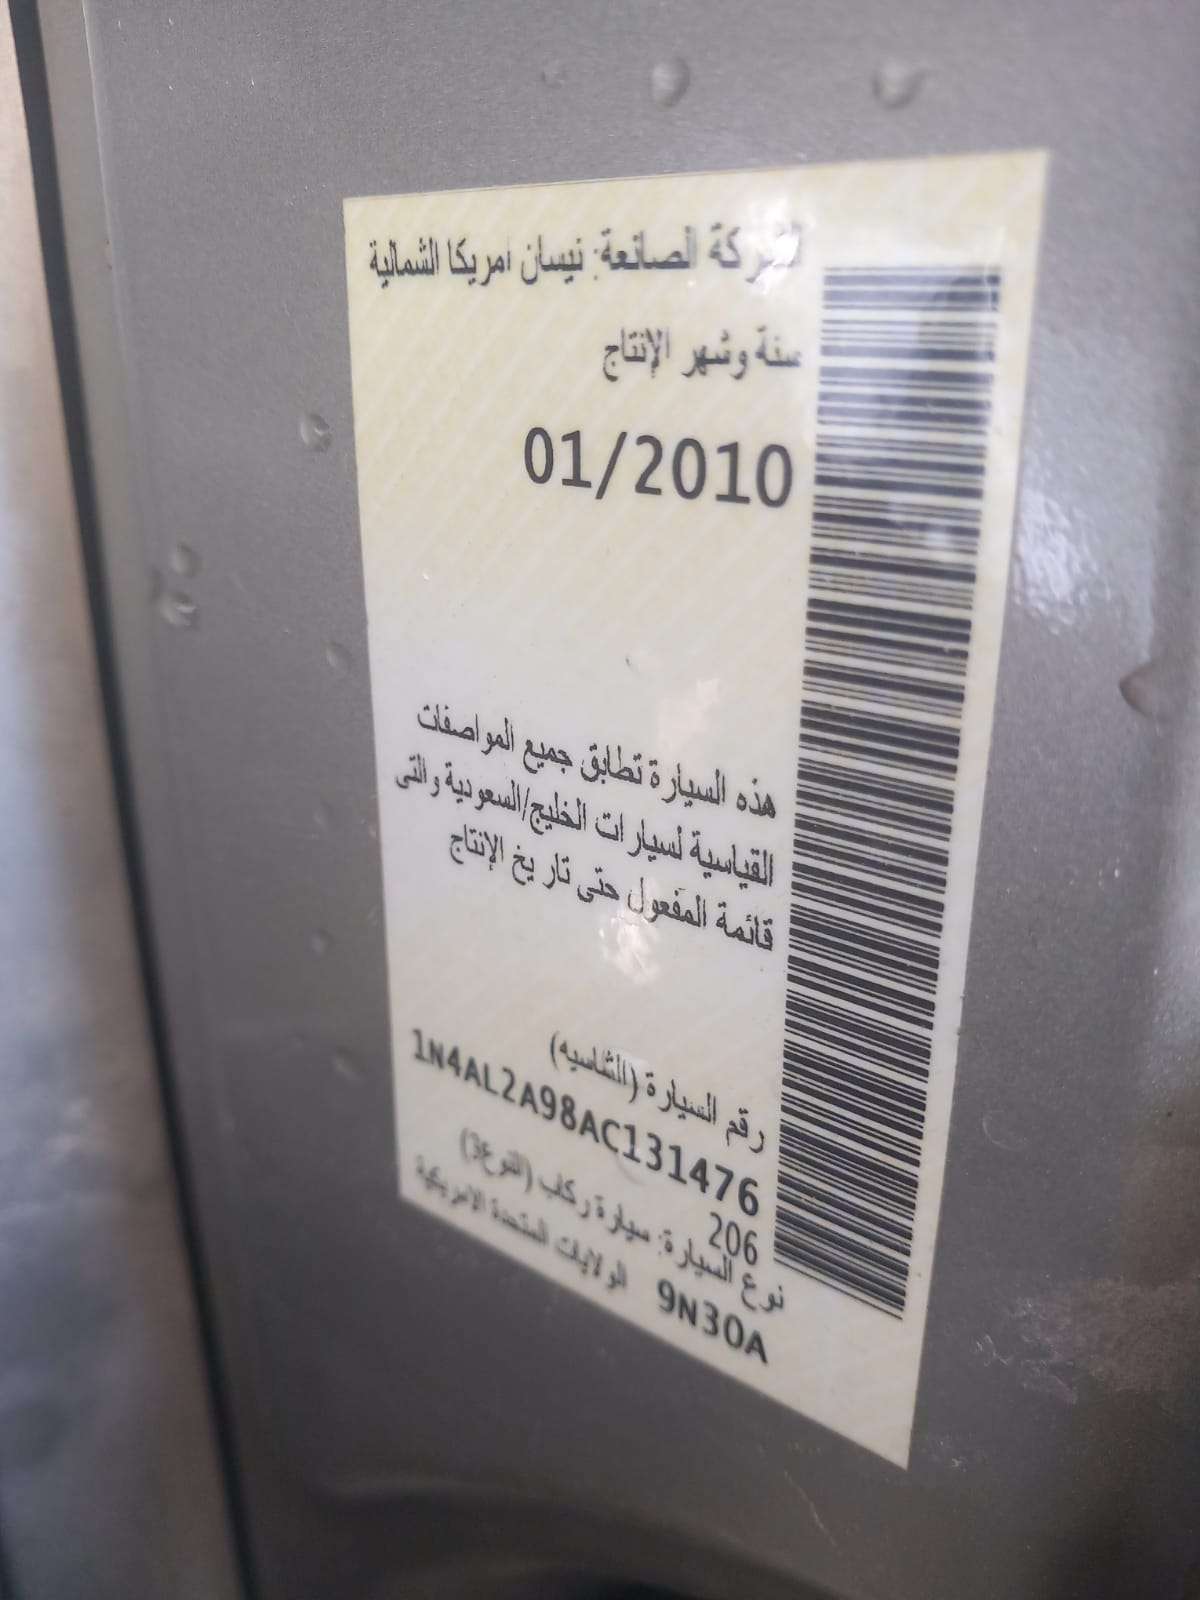 الشركة الصانعة: نيسان امريكا الشمالية
سنة وشهر الإنتاج
01/2010
هذه السيارة تطابق جميع المواصفات
القياسية لسيارات الخليج/السعودية والتى
قائمة المفعول حتى تاريخ الإنتاج
رقم السيارة (الشاسيه)
1N4AL2A98AC131476
206
نوع السيارة: سيارة ركاب (النوع3)
9N30A الولايات المتحدة الامريكية